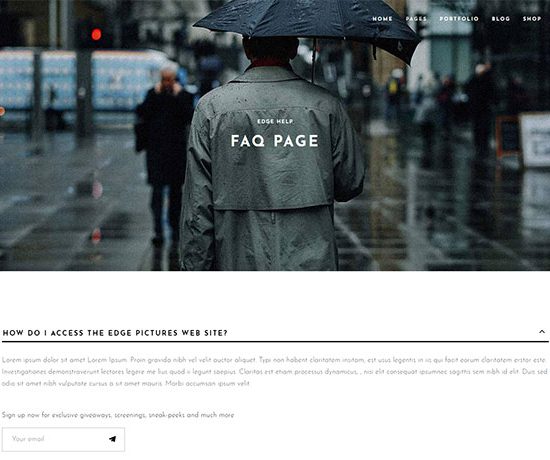 HOME PAGES PORTFOLIO BLOG SHOP
EDGE HELP
FAQ PAGE
HOW DO I ACCESS THE EDGE PICTURES WEB SITE?
Lorem ipsum dolor sit amet Lorem Ipsum. Proin gravida nibh vel velit auctor aliquet. Typi non habent claritatem insitam; est usus legentis in iis qui facit eorum claritatem erstor este.
Investigationes demonstraverunt lectores legere me lius quod ii legunt saepius. Claritas est etiam processus dynamicus, , nisi elit consequat ipsumnec sagittis sem nibh id elit. Duis sed
odio sit amet nibh vulputate cursus a sit amet mauris. Morbi accumsan ipsum velit.
Sign up now for exclusive giveaways, screenings, sneak-peeks and much more
Your email